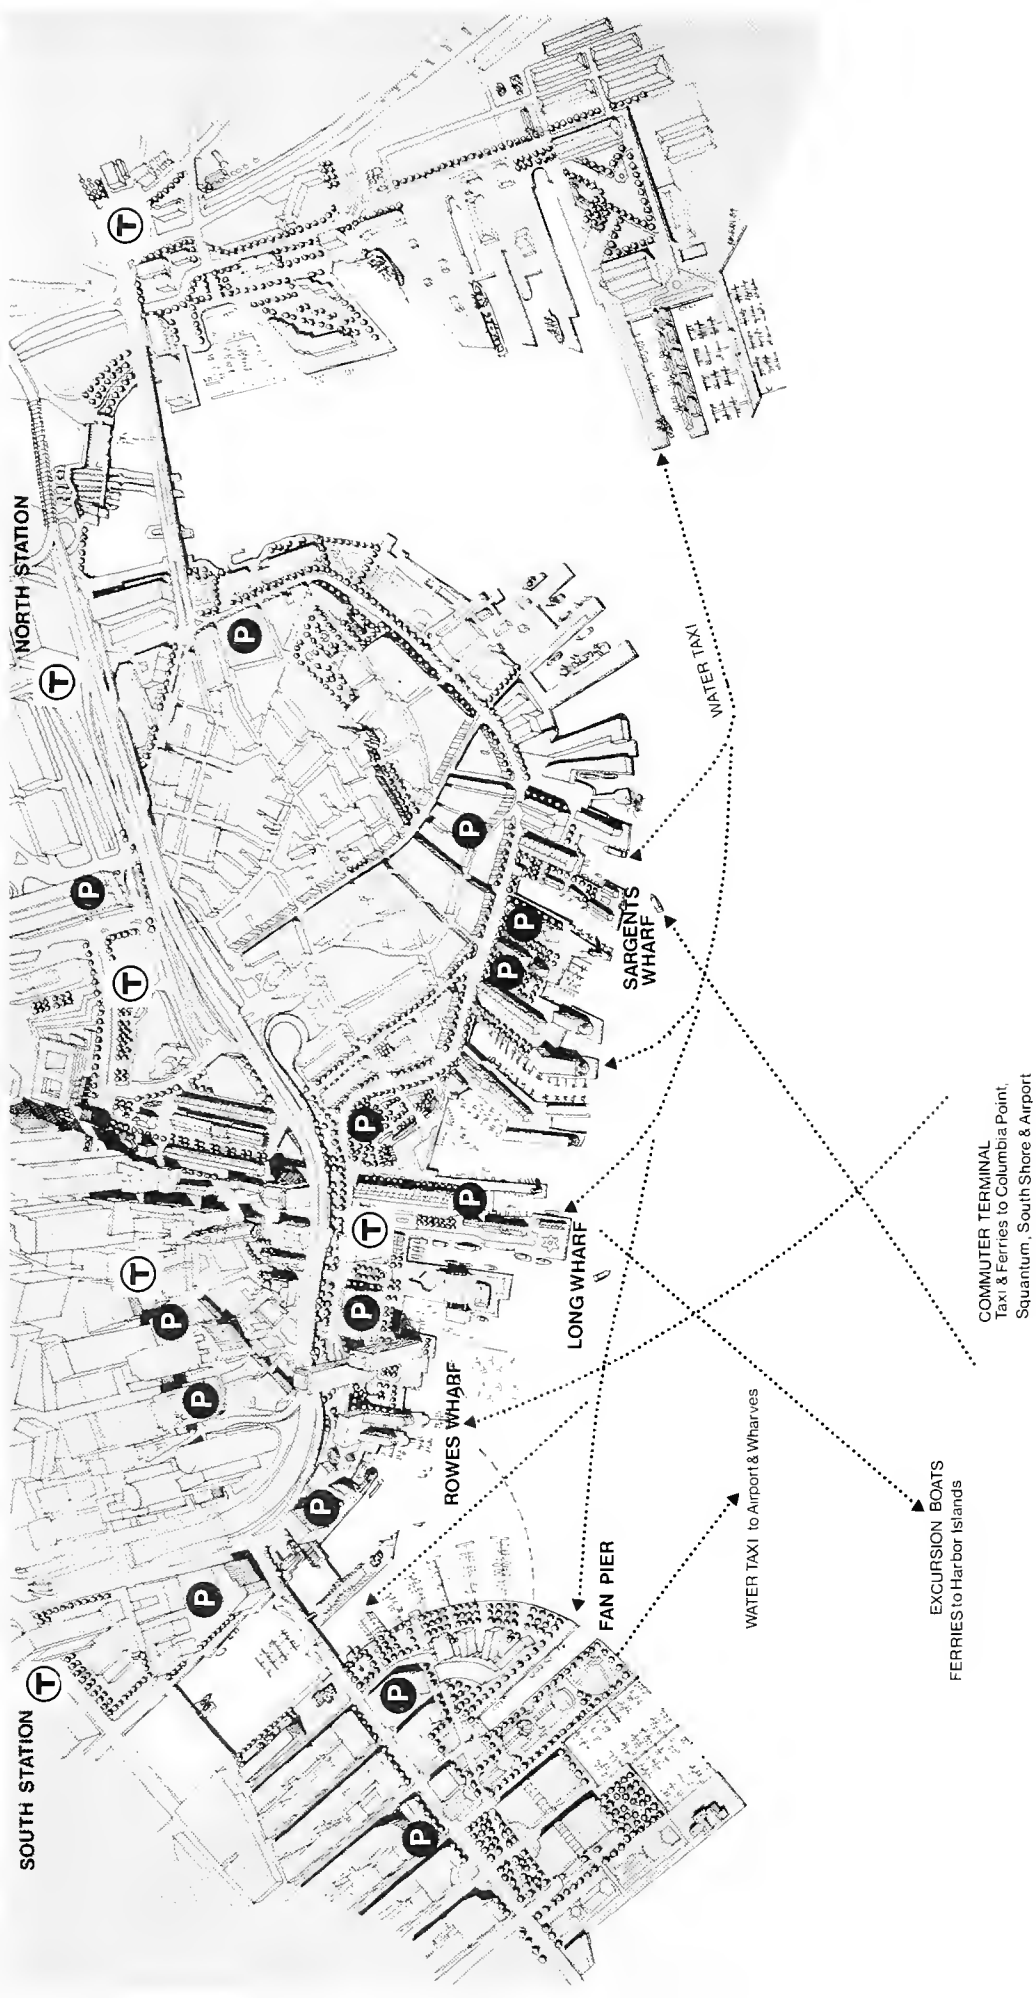 SOUTH STATION
NORTH STATION
T
T
T
T
T
T
P
P
P
P
P
P
P
P
P
P
P
P
P
P
ROWES WHARF
FAN PIER
LONG WHARF
SARGENTS
WHARF
WATER TAXI
WATER TAXI to Airport & Wharves
EXCURSION BOATS
FERRIES to Harbor Islands
COMMUTER TERMINAL
Taxi & Ferries to Columbia Point,
Squantum, South Shore & Airport